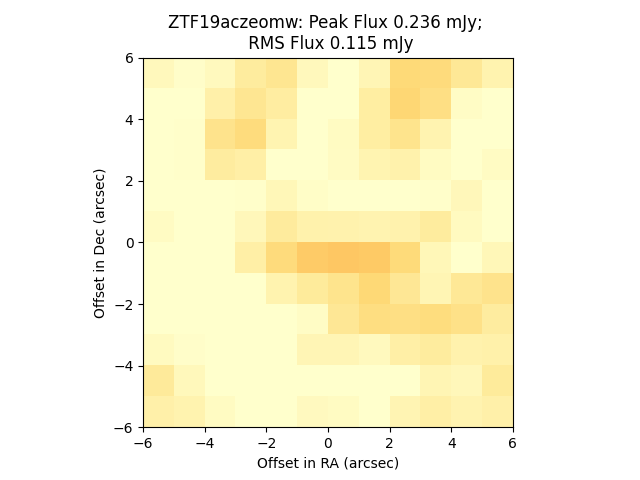 ZTF19aczeomw: Peak Flux 0.236 mJy;
RMS Flux 0.115 mJy
6
4
2
0
−2
−4
−6
Offset in Dec (arcsec)
−6 −4 −2 0 2 4 6
Offset in RA (arcsec)